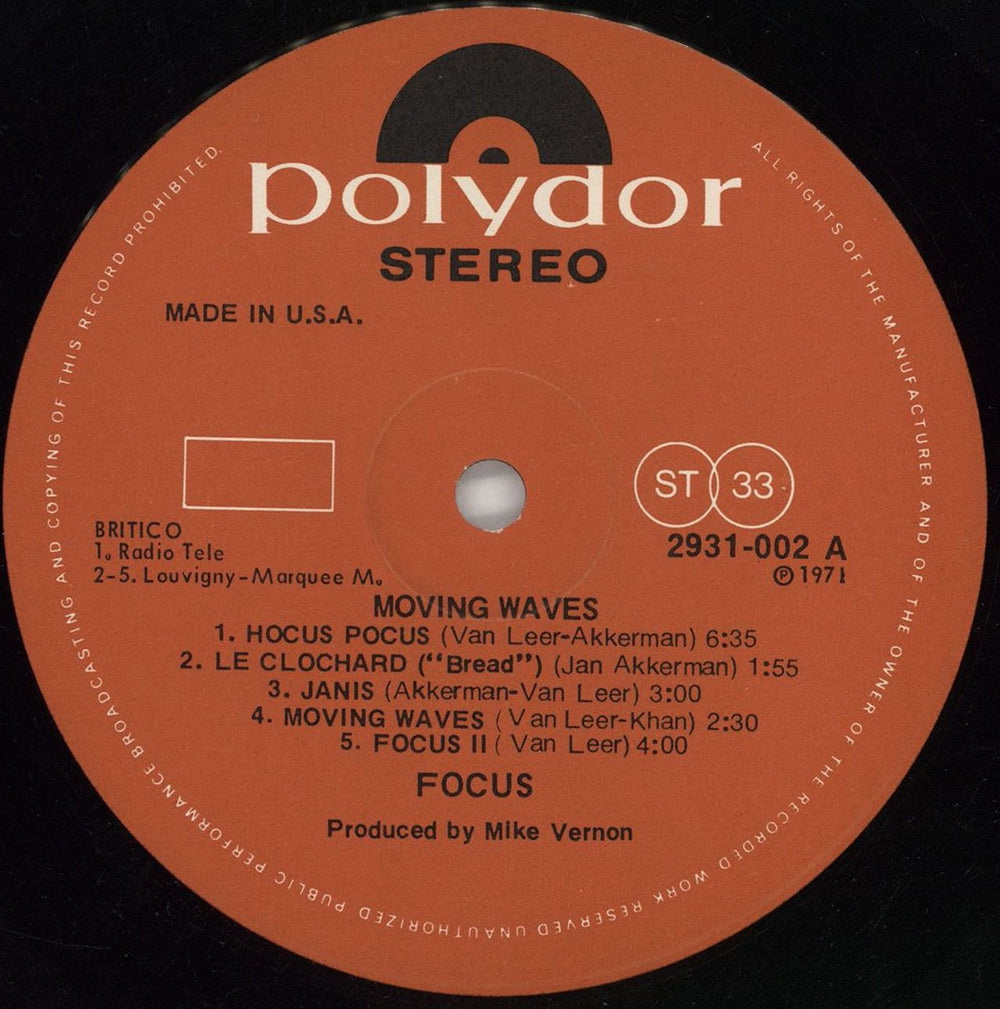 polydor
STEREO
MADE IN U.S.A.
ST 33
BRITICO
1. Radio Tele
2-5. Louvigny-Marquee M.
2931-002 A
℗ 1971
MOVING WAVES
1. HOCUS POCUS (Van Leer-Akkerman) 6:35
2. LE CLOCHARD ("Bread") (Jan Akkerman) 1:55
3. JANIS (Akkerman-Van Leer) 3:00
4. MOVING WAVES (Van Leer-Khan) 2:30
5. FOCUS II (Van Leer) 4:00
FOCUS
Produced by Mike Vernon
ALL RIGHTS OF THE MANUFACTURER AND OF THE OWNER OF THE RECORDED WORK RESERVED UNAUTHORIZED PUBLIC PERFORMANCE BROADCASTING AND COPYING OF THIS RECORD PROHIBITED.